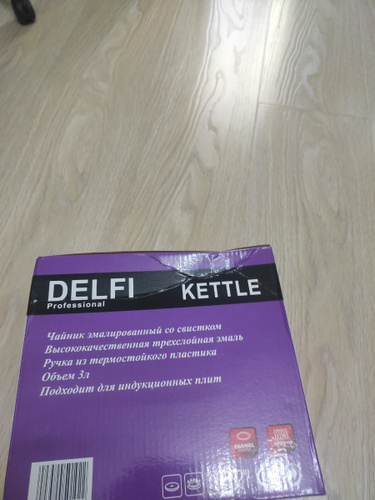 DELFI KETTLE
Professional
Чайник эмалированный со свистком
Высококачественная трехслойная эмаль
Ручка из термостойкого пластика
Объем 3л
Подходит для индукционных плит
ENAMEL